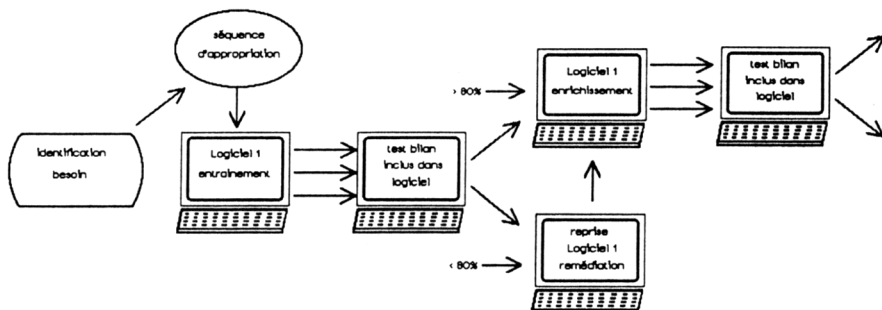 séquence
d'appropriation
identification
besoin
Logiciel 1
entraînement
test bilan
inclus dans
logiciel
> 80%
Logiciel 1
enrichissement
test bilan
inclus dans
logiciel
< 80%
reprise
Logiciel 1
remédiation